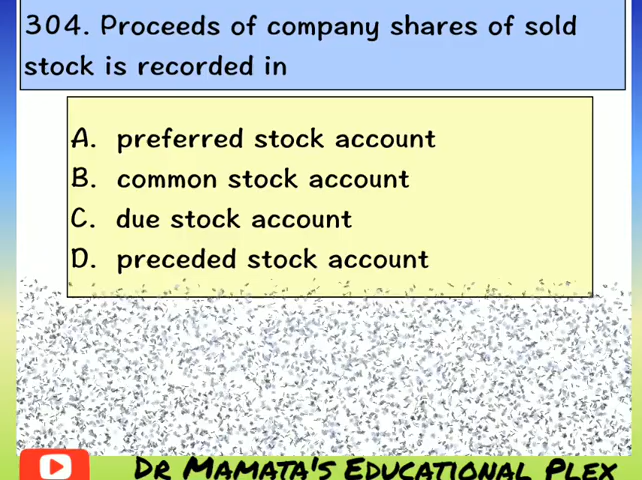 304. Proceeds of company shares of sold
stock is recorded in
A. preferred stock account
B. common stock account
C. due stock account
D. preceded stock account
Dr Mamata's Educational Plex